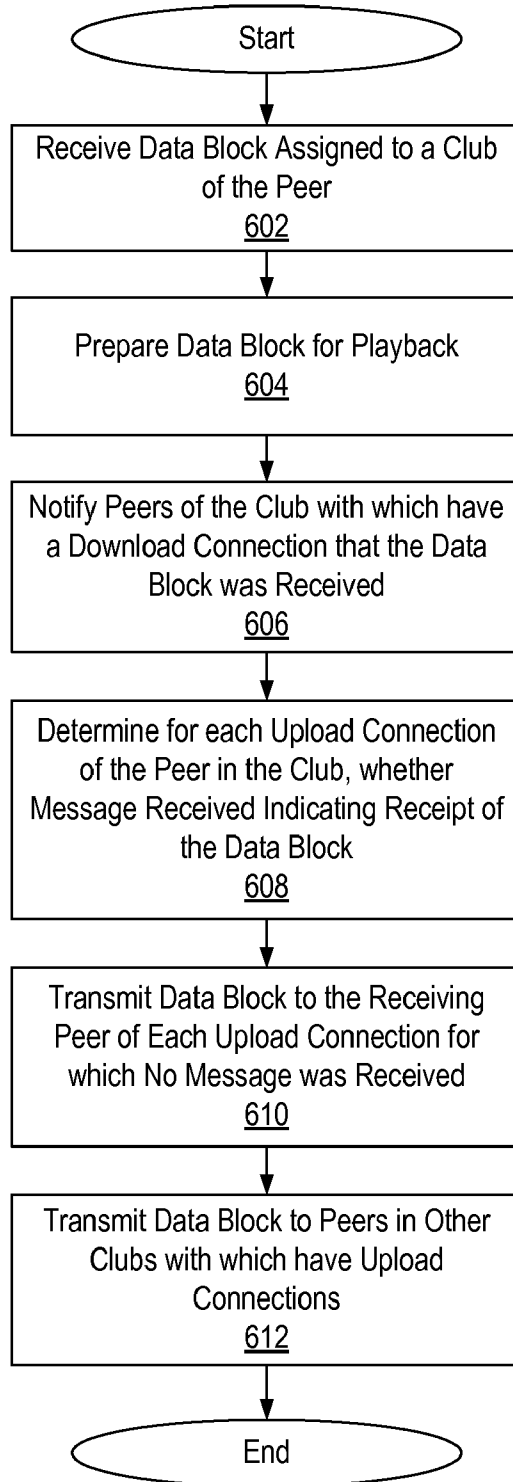 Start
Receive Data Block Assigned to a Club
of the Peer
602
Prepare Data Block for Playback
604
Notify Peers of the Club with which have
a Download Connection that the Data
Block was Received
606
Determine for each Upload Connection
of the Peer in the Club, whether
Message Received Indicating Receipt of
the Data Block
608
Transmit Data Block to the Receiving
Peer of Each Upload Connection for
which No Message was Received
610
Transmit Data Block to Peers in Other
Clubs with which have Upload
Connections
612
End